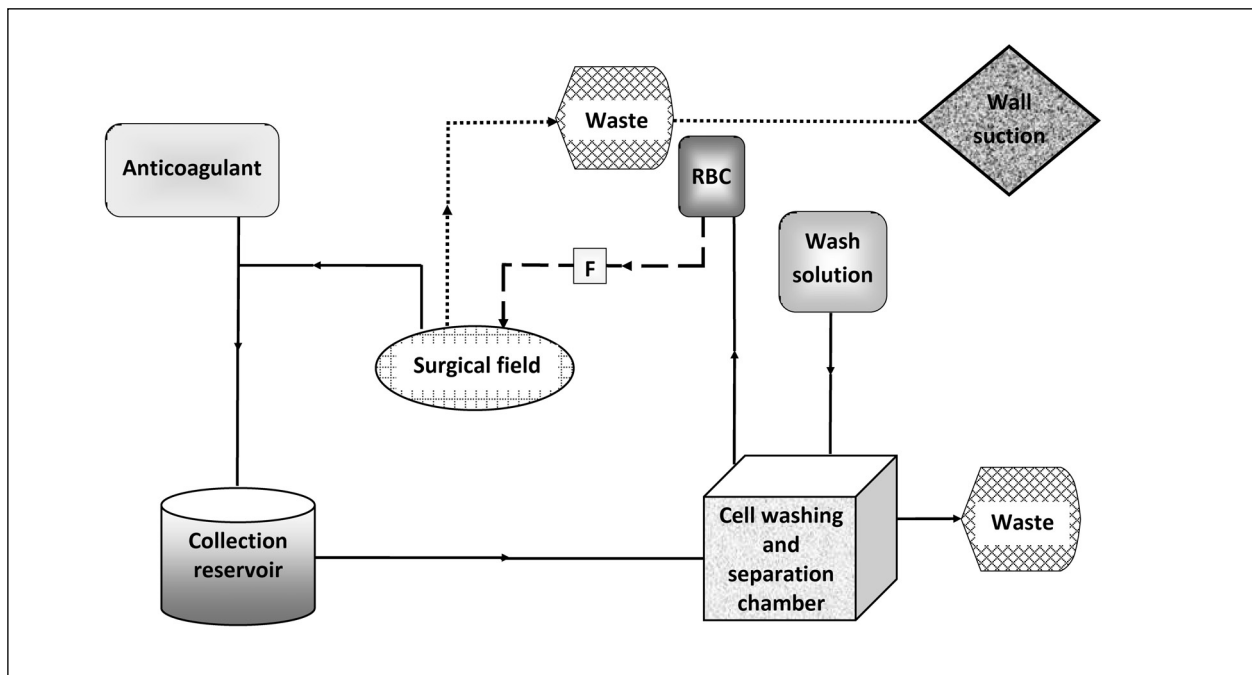 Waste
Wall
suction
Anticoagulant
RBC
Wash
solution
F
Surgical field
Collection
reservoir
Cell washing
and
separation
chamber
Waste